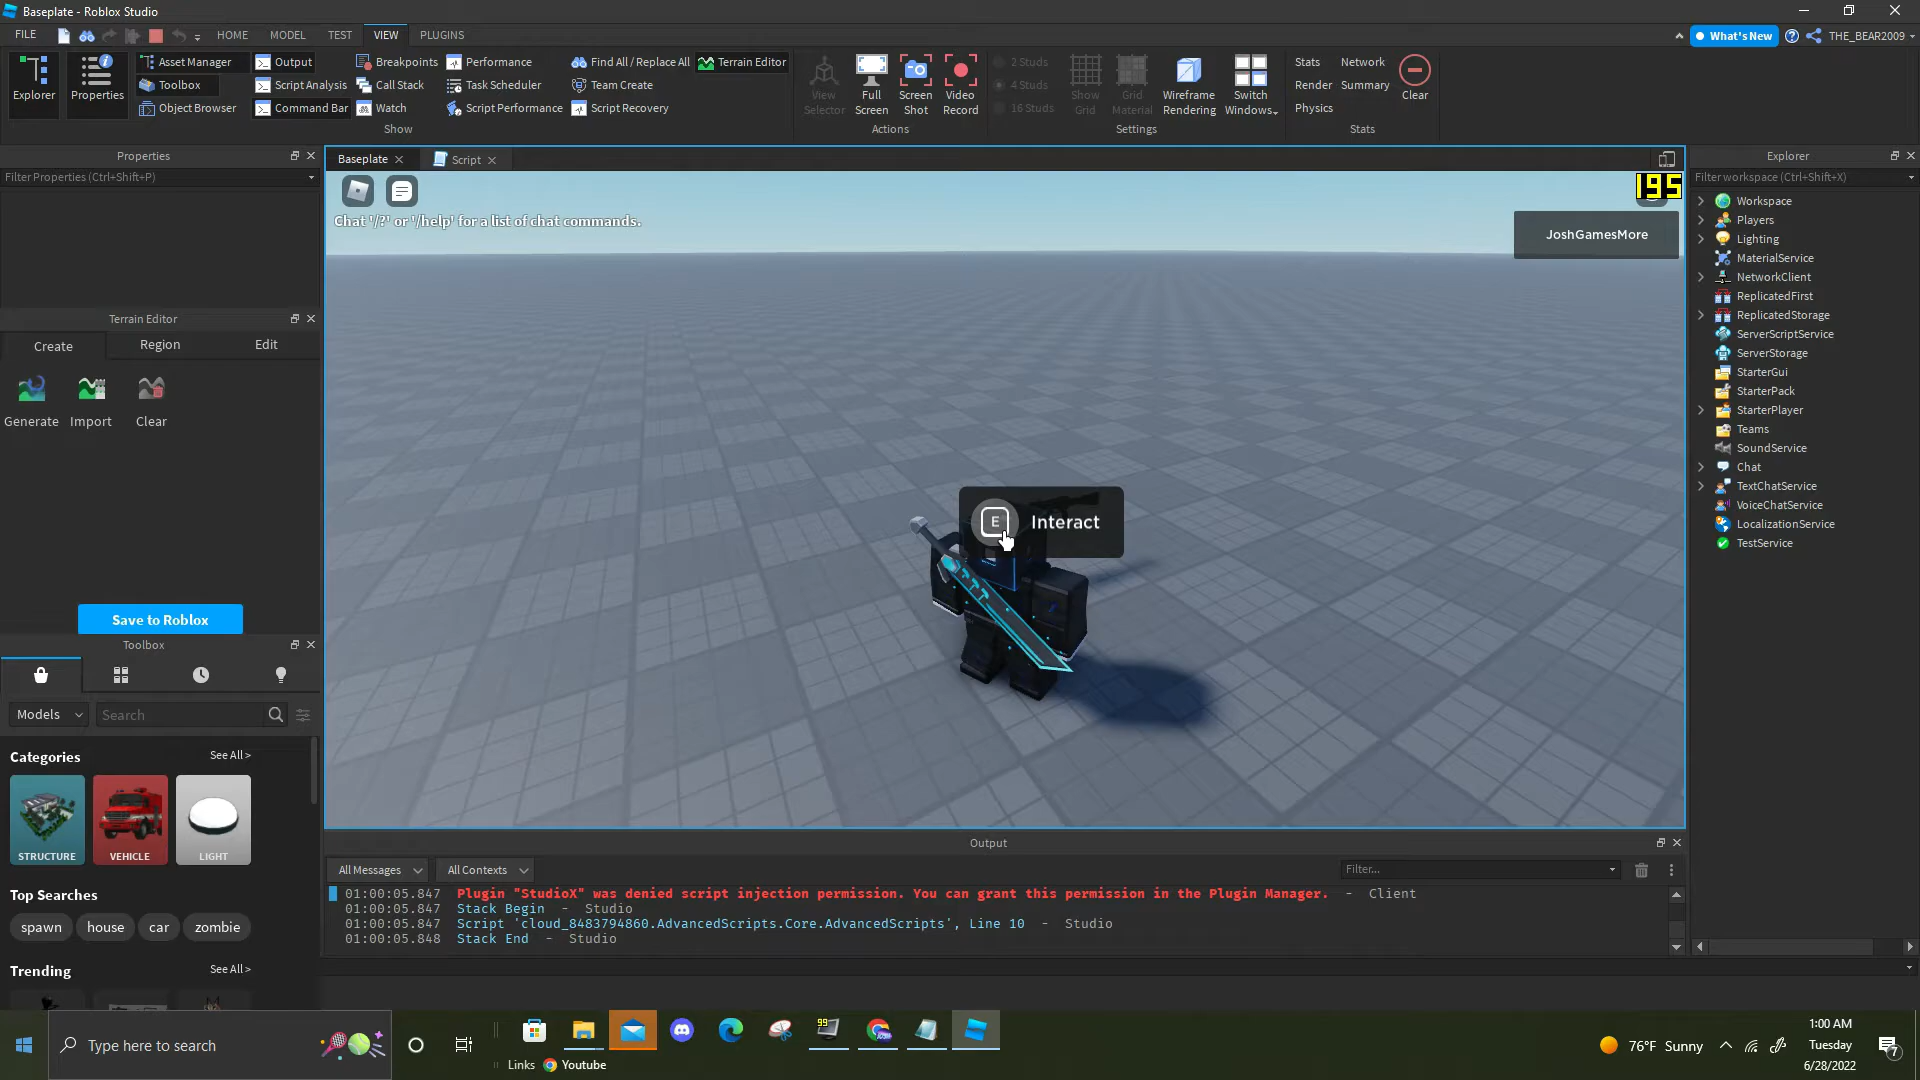 Baseplate - Roblox Studio
FILE HOME MODEL TEST VIEW PLUGINS
What's New THE_BEAR2009
Explorer
Properties
Asset Manager
Toolbox
Object Browser
Output
Script Analysis
Command Bar
Breakpoints
Call Stack
Watch
Performance
Task Scheduler
Script Performance
Find All / Replace All
Team Create
Script Recovery
Terrain Editor
Show
View Selector
Full Screen
Screen Shot
Video Record
Actions
2 Studs
4 Studs
16 Studs
Show Grid
Grid Material
Wireframe Rendering
Switch Windows
Settings
Stats Network
Render Summary
Physics
Clear
Stats
Properties
Filter Properties (Ctrl+Shift+P)
Terrain Editor
Create Region Edit
Generate Import Clear
Save to Roblox
Toolbox
Models Search
Categories See All >
STRUCTURE VEHICLE LIGHT
Top Searches
spawn house car zombie
Trending See All >
Baseplate Script
Chat '/?' or '/help' for a list of chat commands.
195
JoshGamesMore
E Interact
Output
All Messages All Contexts Filter...
01:00:05.847 Plugin "StudioX" was denied script injection permission. You can grant this permission in the Plugin Manager. - Client
01:00:05.847 Stack Begin - Studio
01:00:05.847 Script 'cloud_8483794860.AdvancedScripts.Core.AdvancedScripts', Line 10 - Studio
01:00:05.848 Stack End - Studio
Explorer
Filter workspace (Ctrl+Shift+X)
Workspace
Players
Lighting
MaterialService
NetworkClient
ReplicatedFirst
ReplicatedStorage
ServerScriptService
ServerStorage
StarterGui
StarterPack
StarterPlayer
Teams
SoundService
Chat
TextChatService
VoiceChatService
LocalizationService
TestService
Type here to search
99
Links Youtube
76°F Sunny
1:00 AM
Tuesday
6/28/2022
7